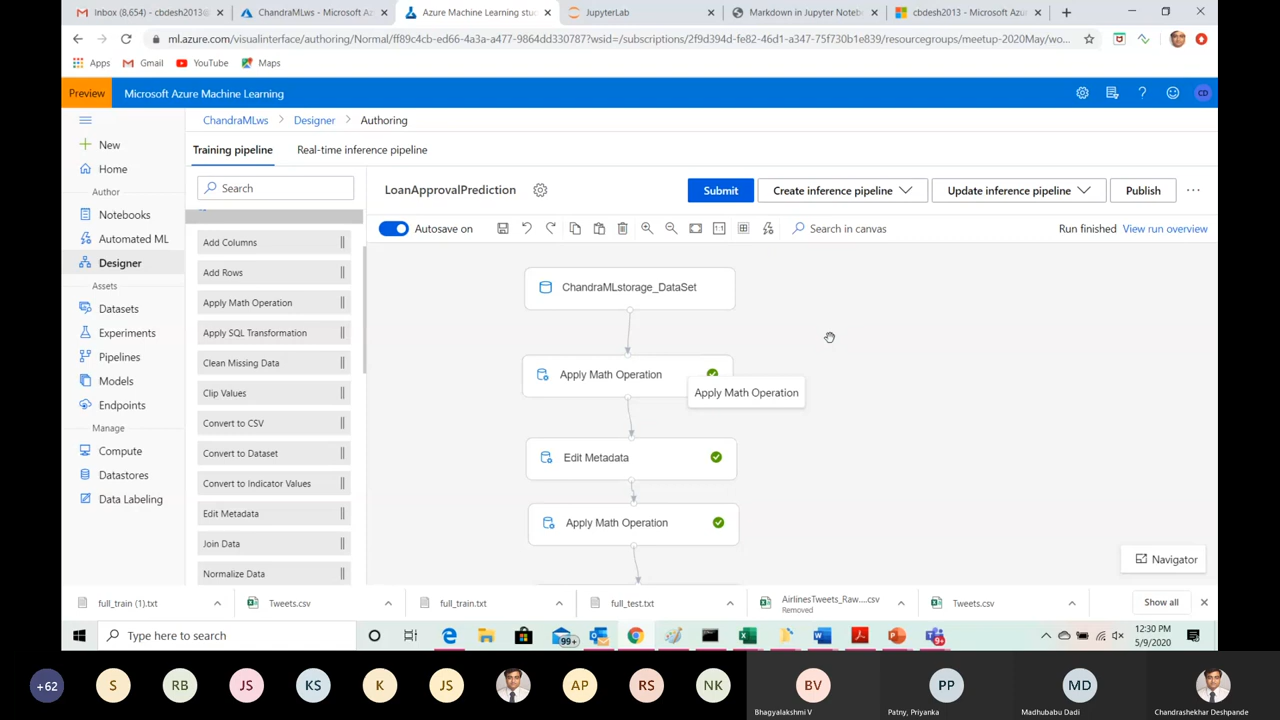 Inbox (8,654) - cbdesh2013@
ChandraMLws - Microsoft Az
Azure Machine Learning stu
JupyterLab
Markdown in Jupyter Noteb
cbdesh2013 - Microsoft Azu
ml.azure.com/visualinterface/authoring/Normal/ff89c4cb-ed66-4a3a-a477-9864dd330787?wsid=/subscriptions/2f9d394d-fe82-46d1-a347-75f730b1e839/resourcegroups/meetup-2020May/wo...
Apps
Gmail
YouTube
Maps
Preview
Microsoft Azure Machine Learning
CD
ChandraMLws > Designer > Authoring
New
Home
Author
Notebooks
Automated ML
Designer
Assets
Datasets
Experiments
Pipelines
Models
Endpoints
Manage
Compute
Datastores
Data Labeling
Training pipeline
Real-time inference pipeline
Search
Add Columns
Add Rows
Apply Math Operation
Apply SQL Transformation
Clean Missing Data
Clip Values
Convert to CSV
Convert to Dataset
Convert to Indicator Values
Edit Metadata
Join Data
Normalize Data
LoanApprovalPrediction
Submit
Create inference pipeline
Update inference pipeline
Publish
Autosave on
Search in canvas
Run finished
View run overview
ChandraMLstorage_DataSet
Apply Math Operation
Apply Math Operation
Edit Metadata
Apply Math Operation
Navigator
full_train (1).txt
Tweets.csv
full_train.txt
full_test.txt
AirlinesTweets_Raw....csv
Removed
Tweets.csv
Show all
Type here to search
99+
9+
12:30 PM
5/9/2020
+62
S
RB
JS
KS
K
JS
AP
RS
NK
BV
PP
MD
Bhagyalakshmi V
Patny, Priyanka
Madhubabu Dadi
Chandrashekhar Deshpande